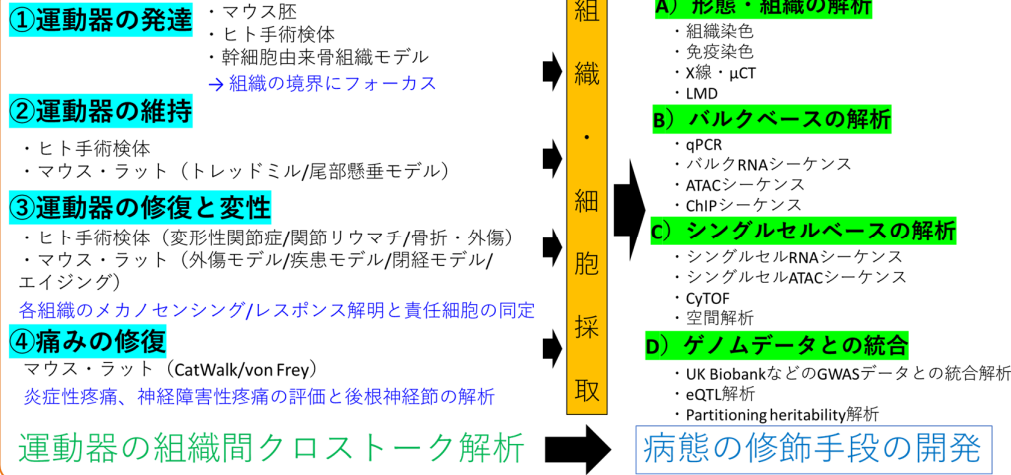 ①運動器の発達
・マウス胚
・ヒト手術検体
・幹細胞由来骨組織モデル
→ 組織の境界にフォーカス
②運動器の維持
・ヒト手術検体
・マウス・ラット（トレッドミル/尾部懸垂モデル）
③運動器の修復と変性
・ヒト手術検体（変形性関節症/関節リウマチ/骨折・外傷）
・マウス・ラット（外傷モデル/疾患モデル/閉経モデル/
エイジング）
各組織のメカノセンシング/レスポンス解明と責任細胞の同定
④痛みの修復
マウス・ラット（CatWalk/von Frey）
炎症性疼痛、神経障害性疼痛の評価と後根神経節の解析
組織・細胞採取
A）形態・組織の解析
・組織染色
・免疫染色
・X線・μCT
・LMD
B）バルクベースの解析
・qPCR
・バルクRNAシーケンス
・ATACシーケンス
・ChIPシーケンス
C）シングルセルベースの解析
・シングルセルRNAシーケンス
・シングルセルATACシーケンス
・CyTOF
・空間解析
D）ゲノムデータとの統合
・UK BiobankなどのGWASデータとの統合解析
・eQTL解析
・Partitioning heritability解析
運動器の組織間クロストーク解析
病態の修飾手段の開発